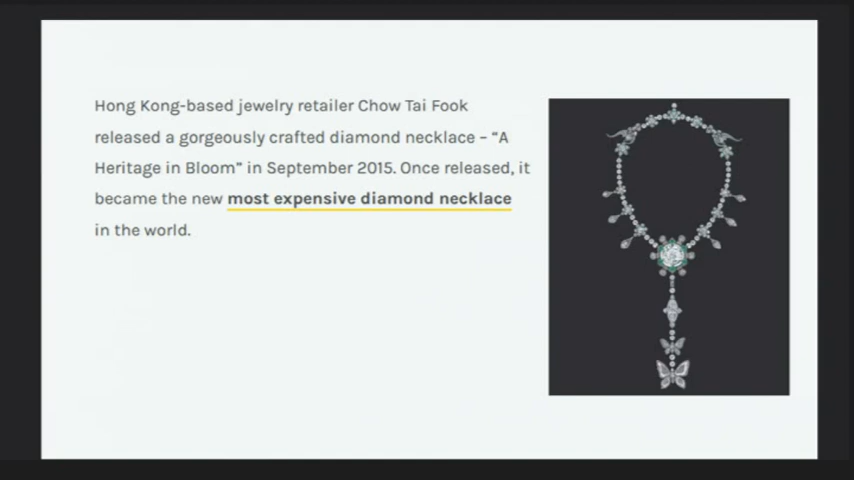 Hong Kong-based jewelry retailer Chow Tai Fook
released a gorgeously crafted diamond necklace – “A
Heritage in Bloom” in September 2015. Once released, it
became the new most expensive diamond necklace
in the world.